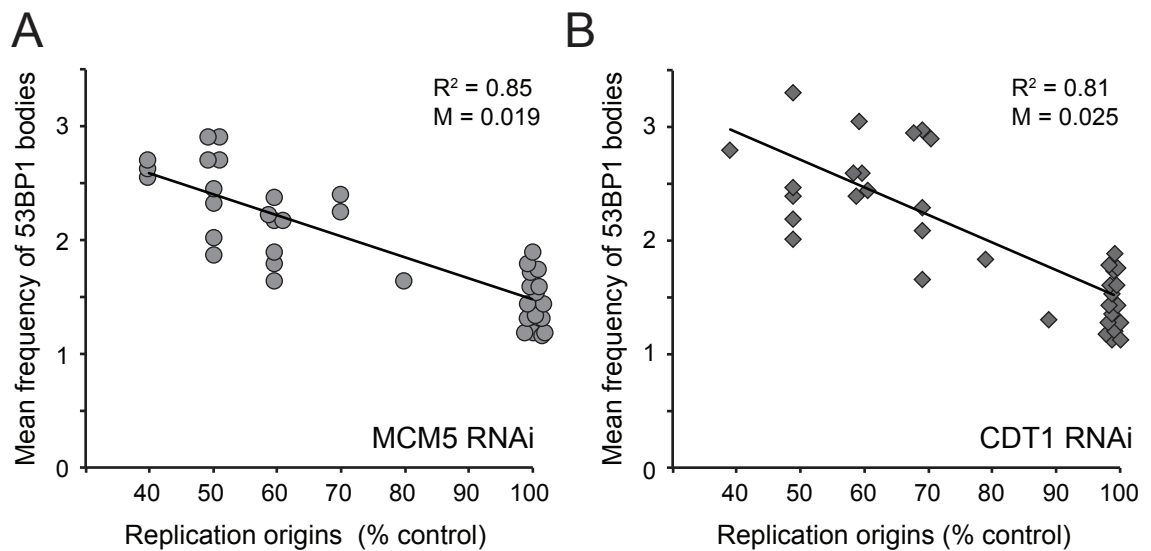 A
Mean frequency of 53BP1 bodies
3
2
1
0
R² = 0.85
M = 0.019
MCM5 RNAi
40 50 60 70 80 90 100
Replication origins (% control)
B
Mean frequency of 53BP1 bodies
3
2
1
0
R² = 0.81
M = 0.025
CDT1 RNAi
40 50 60 70 80 90 100
Replication origins (% control)